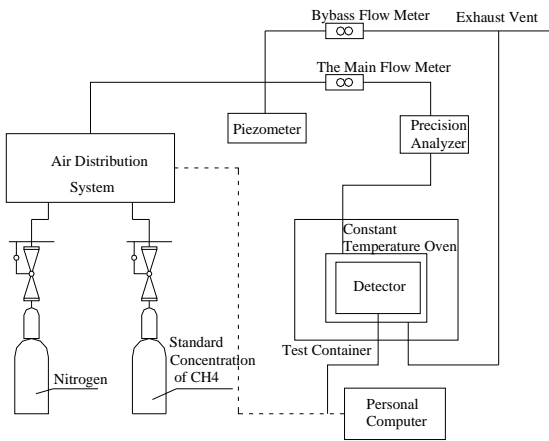 Bypass Flow Meter
Exhaust Vent
The Main Flow Meter
Piezometer
Precision
Analyzer
Air Distribution
System
Constant
Temperature Oven
Detector
Test Container
Standard
Concentration
of CH4
Nitrogen
Personal
Computer